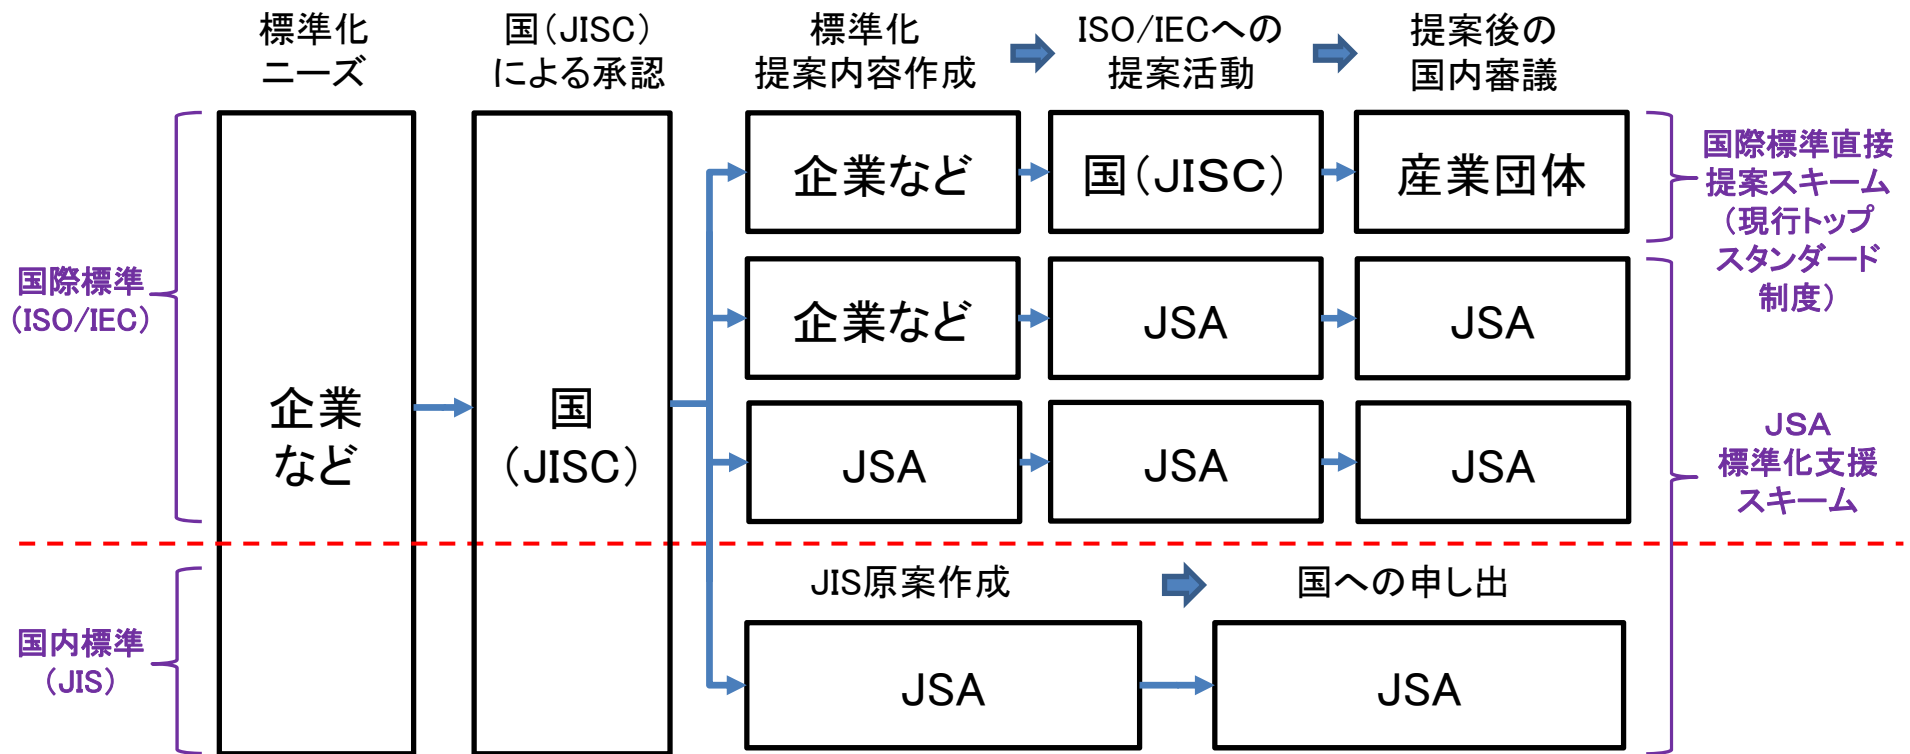 標準化
ニーズ
国(JISC)
による承認
標準化
提案内容作成
ISO/IECへの
提案活動
提案後の
国内審議
国際標準
(ISO/IEC)
企業
など
国
(JISC)
企業など
国(JISC)
産業団体
国際標準直接
提案スキーム
(現行トップ
スタンダード
制度)
企業など
JSA
JSA
JSA
JSA
JSA
JSA
標準化支援
スキーム
国内標準
(JIS)
JIS原案作成
国への申し出
JSA
JSA